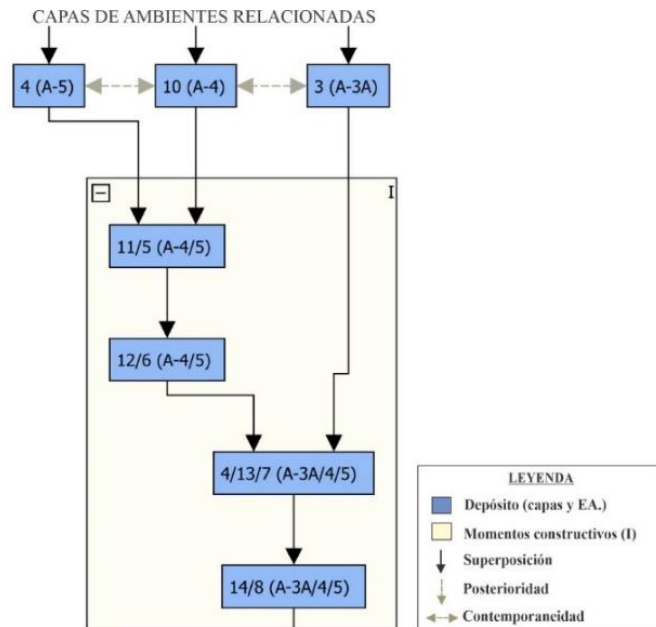 CAPAS DE AMBIENTES RELACIONADAS
4 (A-5)
10 (A-4)
3 (A-3A)
I
11/5 (A-4/5)
12/6 (A-4/5)
4/13/7 (A-3A/4/5)
14/8 (A-3A/4/5)
LEYENDA
Depósito (capas y EA.)
Momentos constructivos (I)
Superposición
Posterioridad
Contemporaneidad